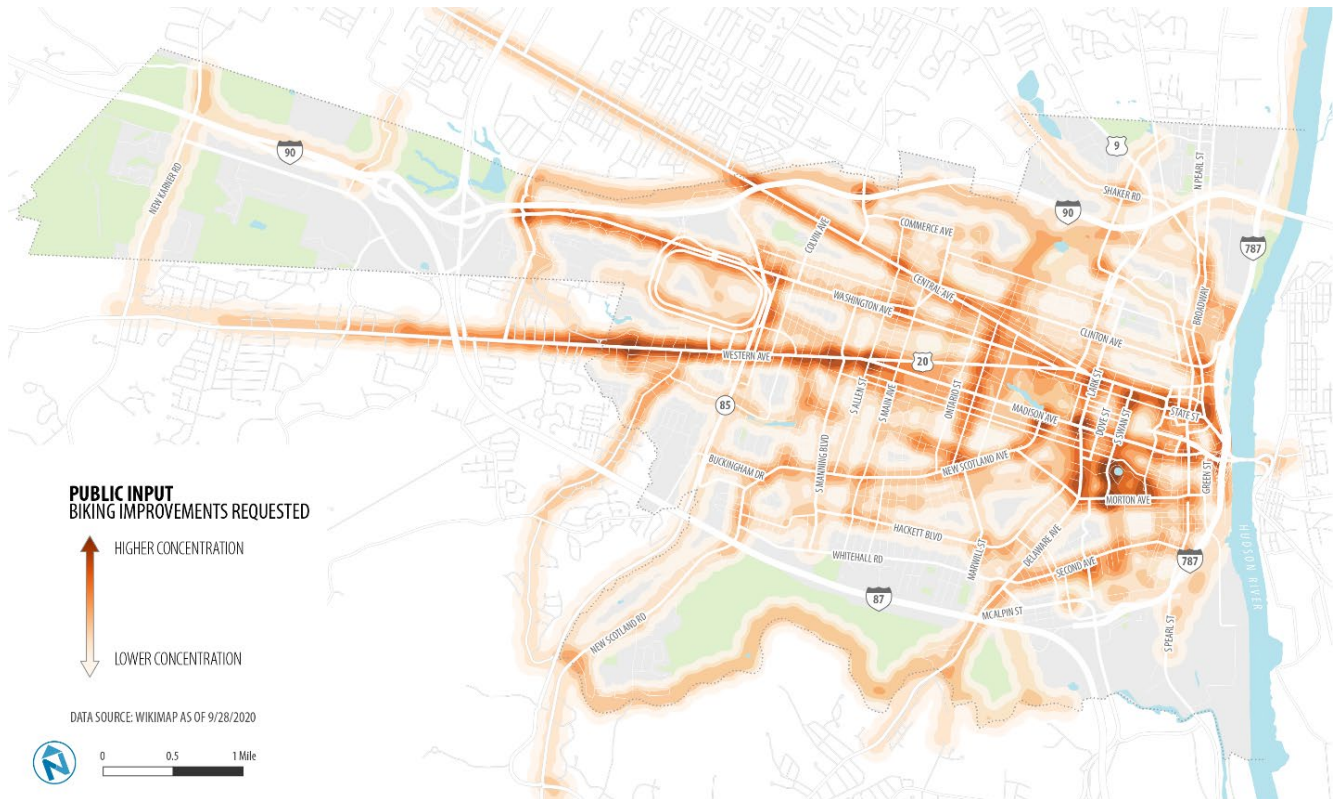 PUBLIC INPUT
BIKING IMPROVEMENTS REQUESTED
HIGHER CONCENTRATION
LOWER CONCENTRATION
DATA SOURCE: WIKIMAP AS OF 9/28/2020
N
0 0.5 1 Mile
NEW KARNER RD
90
9
N PEARL ST
SHAKER RD
90
787
COLVIN AVE
COMMERCE AVE
CENTRAL AVE
WASHINGTON AVE
BROADWAY
CLINTON AVE
WESTERN AVE
20
85
S ALLEN ST
S MAIN AVE
ONTARIO ST
LARK ST
DOVE ST
S SWAN ST
STATE ST
MADISON AVE
BUCKINGHAM DR
S MANNING BLVD
NEW SCOTLAND AVE
GREEN ST
MORTON AVE
HACKETT BLVD
WHITEHALL RD
MARWILL ST
DELAWARE AVE
SECOND AVE
787
HUDSON RIVER
87
MCALPIN ST
NEW SCOTLAND RD
S PEARL ST